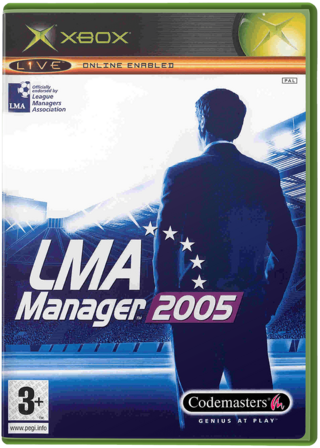 XBOX
LIVE ONLINE ENABLED
PAL
Officially
endorsed by
League
Managers
Association
LMA
LMA
Manager 2005
3+
www.pegi.info
Codemasters
GENIUS AT PLAY